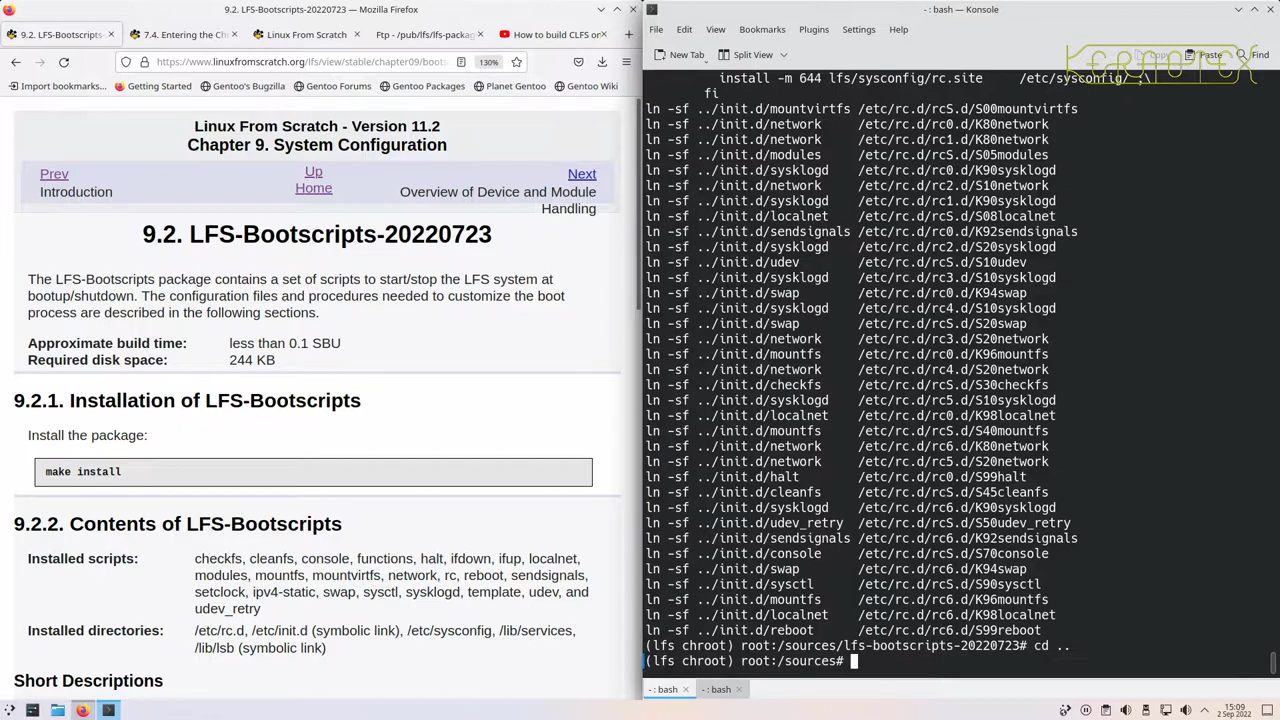 9.2. LFS-Bootscripts-20220723 — Mozilla Firefox
9.2. LFS-Bootscripts-
7.4. Entering the Ch
Linux From Scratch
Ftp - /pub/lfs/lfs-packag
How to build CLFS on
https://www.linuxfromscratch.org/lfs/view/stable/chapter09/boots
130%
Import bookmarks...
Getting Started
Gentoo's Bugzilla
Gentoo Forums
Gentoo Packages
Planet Gentoo
Gentoo Wiki
Linux From Scratch - Version 11.2
Chapter 9. System Configuration
Prev
Up
Next
Introduction
Home
Overview of Device and Module
Handling
9.2. LFS-Bootscripts-20220723
The LFS-Bootscripts package contains a set of scripts to start/stop the LFS system at
bootup/shutdown. The configuration files and procedures needed to customize the boot
process are described in the following sections.
Approximate build time: less than 0.1 SBU
Required disk space: 244 KB
9.2.1. Installation of LFS-Bootscripts
Install the package:
make install
9.2.2. Contents of LFS-Bootscripts
Installed scripts: checkfs, cleanfs, console, functions, halt, ifdown, ifup, localnet,
modules, mountfs, mountvirtfs, network, rc, reboot, sendsignals,
setclock, ipv4-static, swap, sysctl, sysklogd, template, udev, and
udev_retry
Installed directories: /etc/rc.d, /etc/init.d (symbolic link), /etc/sysconfig, /lib/services,
/lib/lsb (symbolic link)
Short Descriptions
- : bash — Konsole
File Edit View Bookmarks Plugins Settings Help
New Tab Split View Copy Paste Find
install -m 644 lfs/sysconfig/rc.site /etc/sysconfig/ ;\
fi
ln -sf ../init.d/mountvirtfs /etc/rc.d/rcS.d/S00mountvirtfs
ln -sf ../init.d/network /etc/rc.d/rc0.d/K80network
ln -sf ../init.d/network /etc/rc.d/rc1.d/K80network
ln -sf ../init.d/modules /etc/rc.d/rcS.d/S05modules
ln -sf ../init.d/sysklogd /etc/rc.d/rc0.d/K90sysklogd
ln -sf ../init.d/network /etc/rc.d/rc2.d/S10network
ln -sf ../init.d/sysklogd /etc/rc.d/rc1.d/K90sysklogd
ln -sf ../init.d/localnet /etc/rc.d/rcS.d/S08localnet
ln -sf ../init.d/sendsignals /etc/rc.d/rc0.d/K92sendsignals
ln -sf ../init.d/sysklogd /etc/rc.d/rc2.d/S20sysklogd
ln -sf ../init.d/udev /etc/rc.d/rcS.d/S10udev
ln -sf ../init.d/sysklogd /etc/rc.d/rc3.d/S10sysklogd
ln -sf ../init.d/swap /etc/rc.d/rc0.d/K94swap
ln -sf ../init.d/sysklogd /etc/rc.d/rc4.d/S10sysklogd
ln -sf ../init.d/swap /etc/rc.d/rcS.d/S20swap
ln -sf ../init.d/network /etc/rc.d/rc3.d/S20network
ln -sf ../init.d/mountfs /etc/rc.d/rc0.d/K96mountfs
ln -sf ../init.d/network /etc/rc.d/rc4.d/S20network
ln -sf ../init.d/checkfs /etc/rc.d/rcS.d/S30checkfs
ln -sf ../init.d/sysklogd /etc/rc.d/rc5.d/S10sysklogd
ln -sf ../init.d/localnet /etc/rc.d/rc0.d/K98localnet
ln -sf ../init.d/mountfs /etc/rc.d/rcS.d/S40mountfs
ln -sf ../init.d/network /etc/rc.d/rc6.d/K80network
ln -sf ../init.d/network /etc/rc.d/rc5.d/S20network
ln -sf ../init.d/halt /etc/rc.d/rc0.d/S99halt
ln -sf ../init.d/cleanfs /etc/rc.d/rcS.d/S45cleanfs
ln -sf ../init.d/sysklogd /etc/rc.d/rc6.d/K90sysklogd
ln -sf ../init.d/udev_retry /etc/rc.d/rcS.d/S50udev_retry
ln -sf ../init.d/sendsignals /etc/rc.d/rc6.d/K92sendsignals
ln -sf ../init.d/console /etc/rc.d/rcS.d/S70console
ln -sf ../init.d/swap /etc/rc.d/rc6.d/K94swap
ln -sf ../init.d/sysctl /etc/rc.d/rcS.d/S90sysctl
ln -sf ../init.d/mountfs /etc/rc.d/rc6.d/K96mountfs
ln -sf ../init.d/localnet /etc/rc.d/rc6.d/K98localnet
ln -sf ../init.d/reboot /etc/rc.d/rc6.d/S99reboot
(lfs chroot) root:/sources/lfs-bootscripts-20220723# cd ..
(lfs chroot) root:/sources#
- : bash
- : bash
15:09
2 Sep 2022